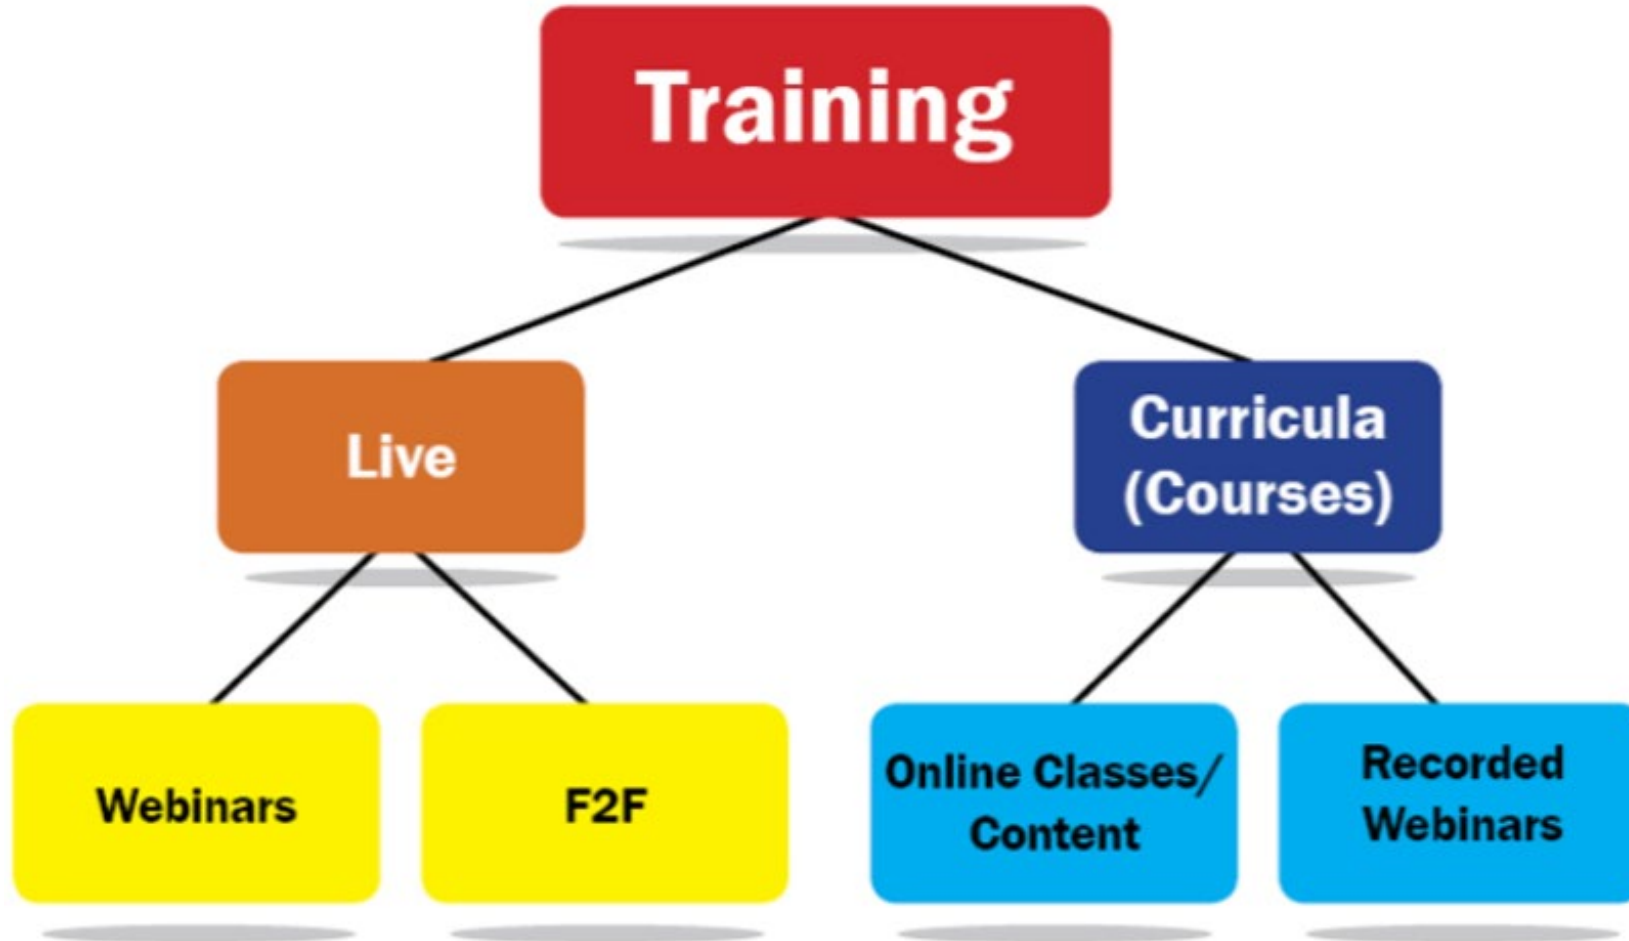 Training
Live
Curricula
(Courses)
Webinars
F2F
Online Classes/
Content
Recorded
Webinars